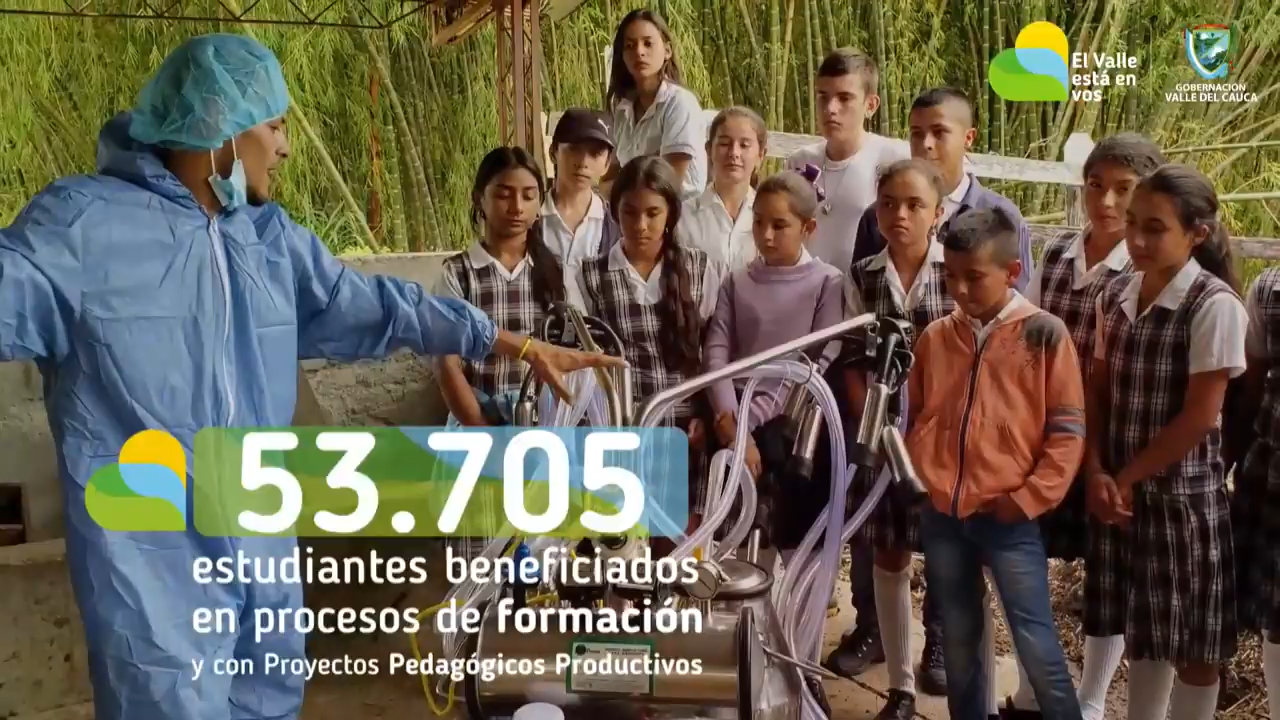 El Valle
está en
vos
GOBERNACIÓN
VALLE DEL CAUCA
53.705
estudiantes beneficiados
en procesos de formación
y con Proyectos Pedagógicos Productivos